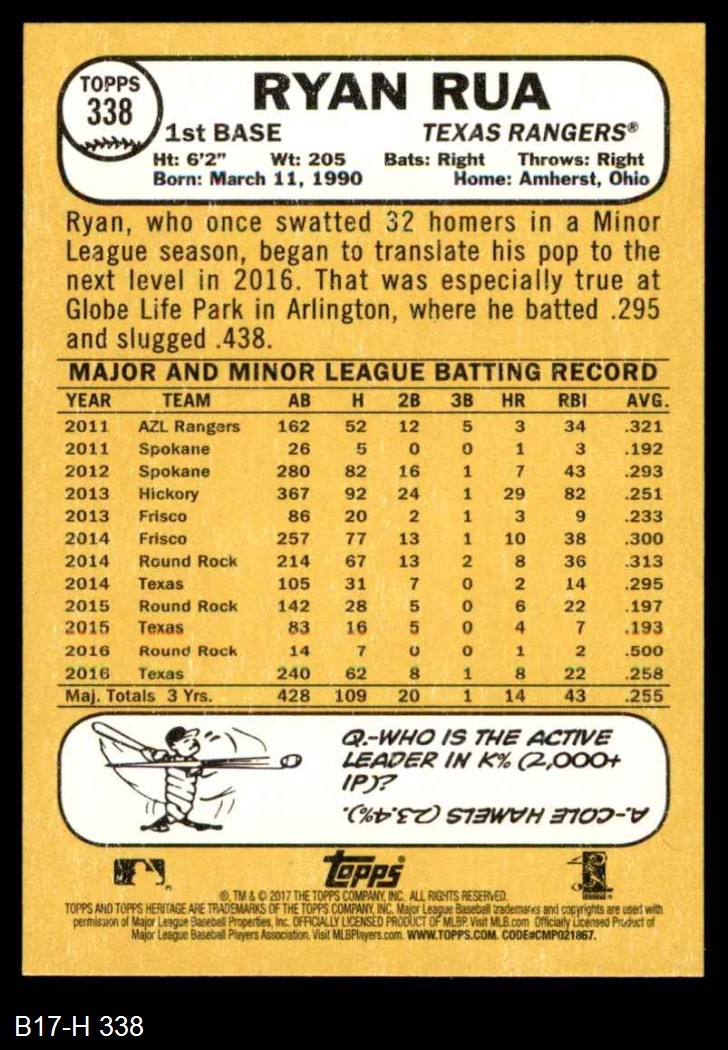 TOPPS
338
RYAN RUA
1st BASE TEXAS RANGERS®
Ht: 6'2" Wt: 205 Bats: Right Throws: Right
Born: March 11, 1990 Home: Amherst, Ohio
Ryan, who once swatted 32 homers in a Minor
League season, began to translate his pop to the
next level in 2016. That was especially true at
Globe Life Park in Arlington, where he batted .295
and slugged .438.
MAJOR AND MINOR LEAGUE BATTING RECORD
YEAR TEAM AB H 2B 3B HR RBI AVG.
2011 AZL Rangers 162 52 12 5 3 34 .321
2011 Spokane 26 5 0 0 1 3 .192
2012 Spokane 280 82 16 1 7 43 .293
2013 Hickory 367 92 24 1 29 82 .251
2013 Frisco 86 20 2 1 3 9 .233
2014 Frisco 257 77 13 1 10 38 .300
2014 Round Rock 214 67 13 2 8 36 .313
2014 Texas 105 31 7 0 2 14 .295
2015 Round Rock 142 28 5 0 6 22 .197
2015 Texas 83 16 5 0 4 7 .193
2016 Round Rock 14 7 0 0 1 2 .500
2016 Texas 240 62 8 1 8 22 .258
Maj. Totals 3 Yrs. 428 109 20 1 14 43 .255
Q.-WHO IS THE ACTIVE
LEADER IN K% (2,000+
IP)?
A.-COLE HAMELS (23.4%).
topps®
®, TM & © 2017 THE TOPPS COMPANY, INC. ALL RIGHTS RESERVED.
TOPPS AND TOPPS HERITAGE ARE TRADEMARKS OF THE TOPPS COMPANY, INC. Major League Baseball trademarks and copyrights are used with
permission of Major League Baseball Properties, Inc. OFFICIALLY LICENSED PRODUCT OF MLBP. Visit MLB.com Officially Licensed Product of
Major League Baseball Players Association. Visit MLBPlayers.com. WWW.TOPPS.COM. CODE#CMP021867.
B17-H 338